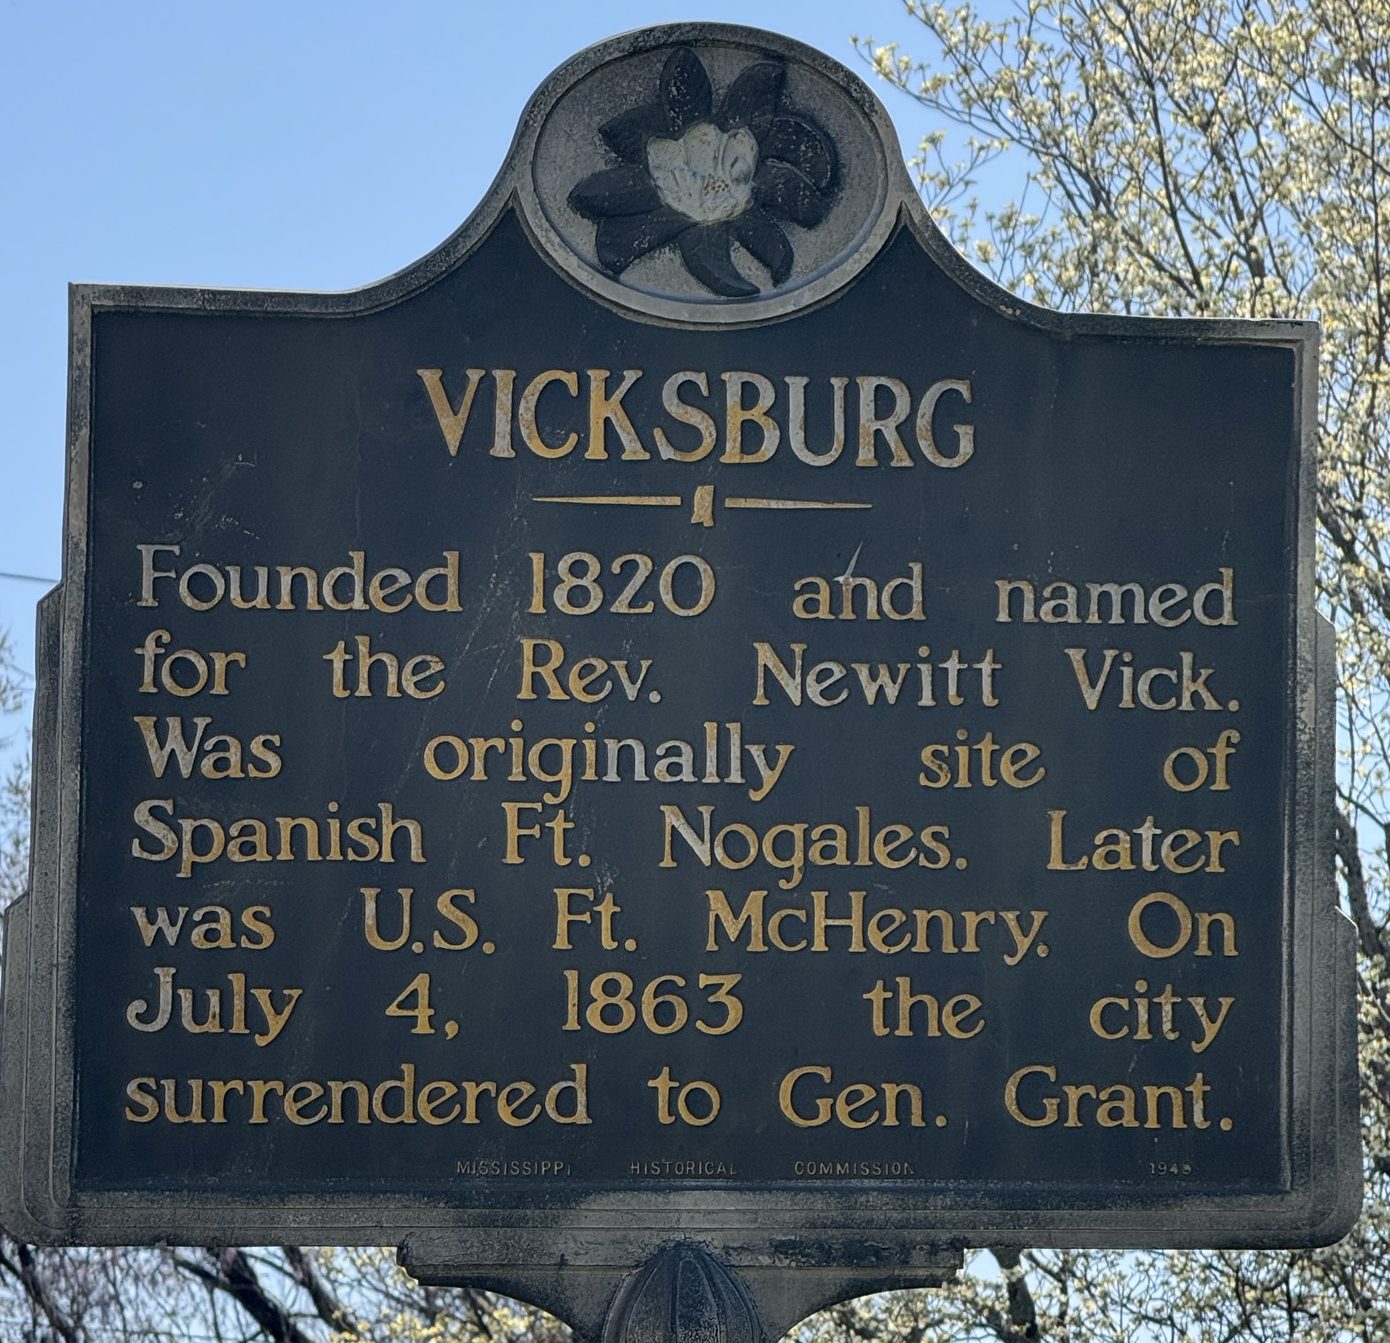 VICKSBURG
Founded 1820 and named
for the Rev. Newitt Vick.
Was originally site of
Spanish Ft. Nogales. Later
was U.S. Ft. McHenry. On
July 4, 1863 the city
surrendered to Gen. Grant.
MISSISSIPPI HISTORICAL COMMISSION